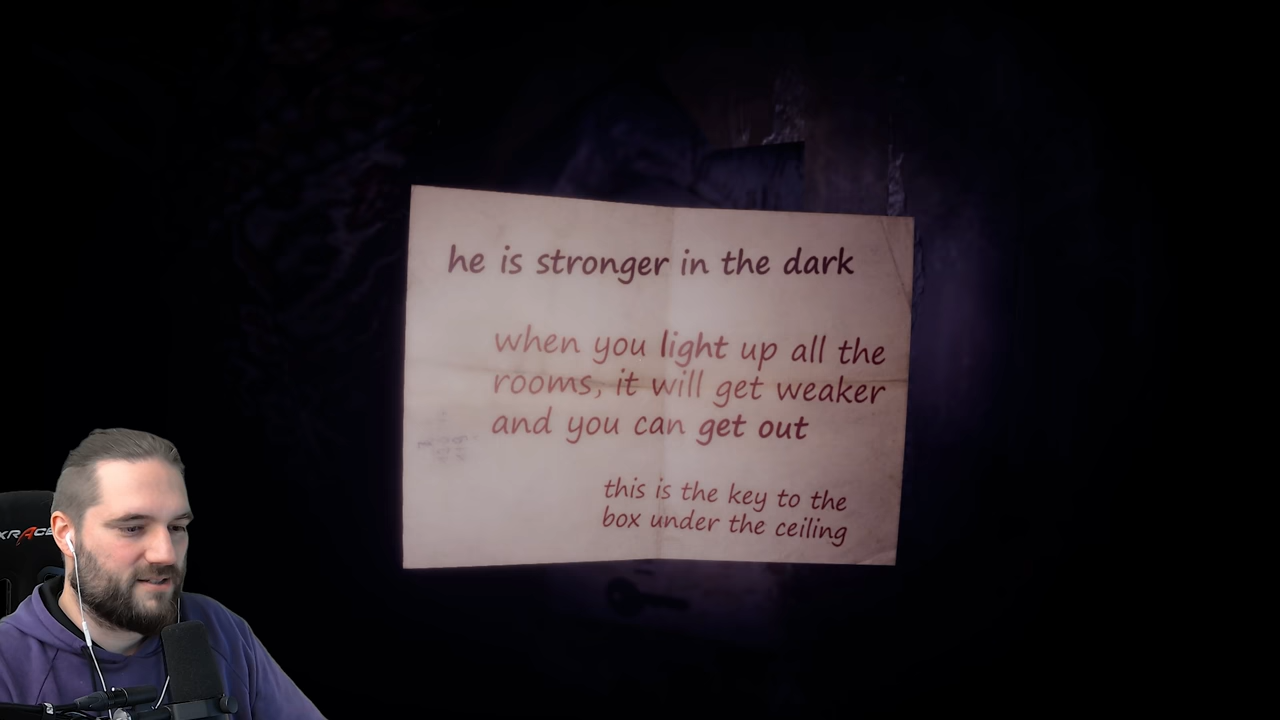 he is stronger in the dark
when you light up all the
rooms, it will get weaker
and you can get out
this is the key to the
box under the ceiling